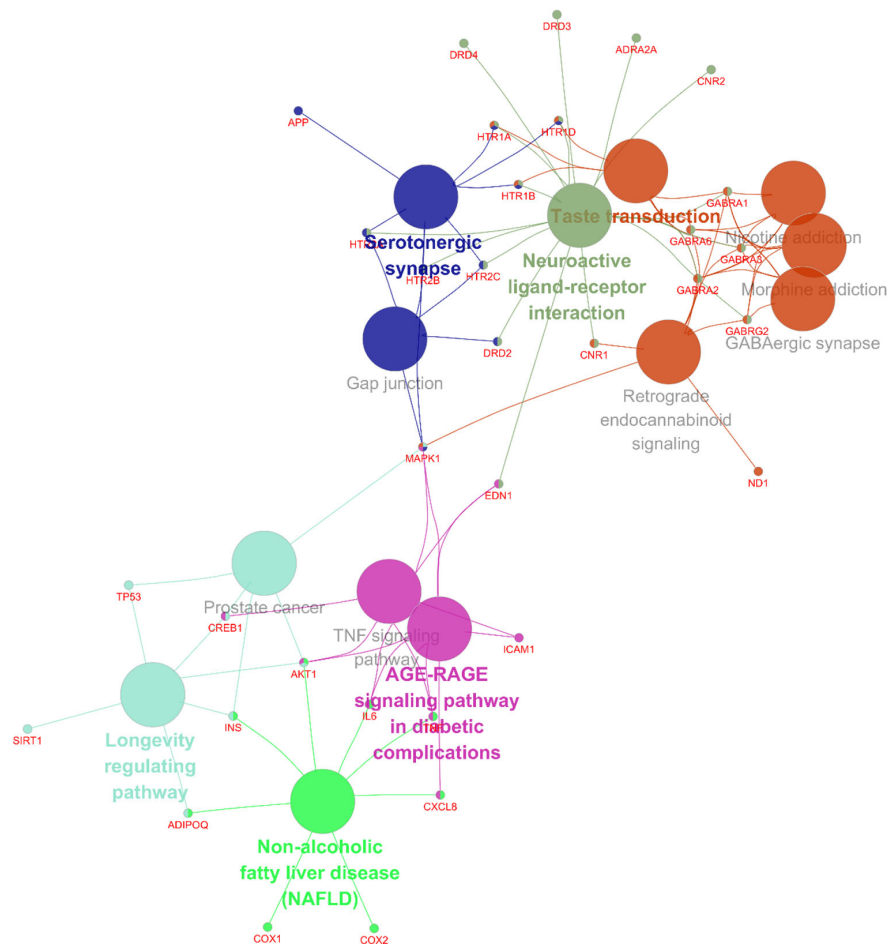 DRD3
DRD4
ADRA2A
CNR2
APP
HTR1A
HTR1D
HTR1B
GABRA1
Taste transduction
GABRA6
Nicotine addiction
Serotonergic
synapse
GABRA3
Neuroactive
ligand-receptor
interaction
HTR2B
HTR2C
GABRA2
Morphine addiction
GABRG2
GABAergic synapse
DRD2
CNR1
Gap junction
Retrograde
endocannabinoid
signaling
MAPK1
ND1
EDN1
TP53
Prostate cancer
CREB1
TNF signaling
pathway
ICAM1
AKT1
AGE-RAGE
signaling pathway
in diabetic
complications
IL6
SIRT1
INS
Longevity
regulating
pathway
CXCL8
ADIPOQ
Non-alcoholic
fatty liver disease
(NAFLD)
COX1
COX2